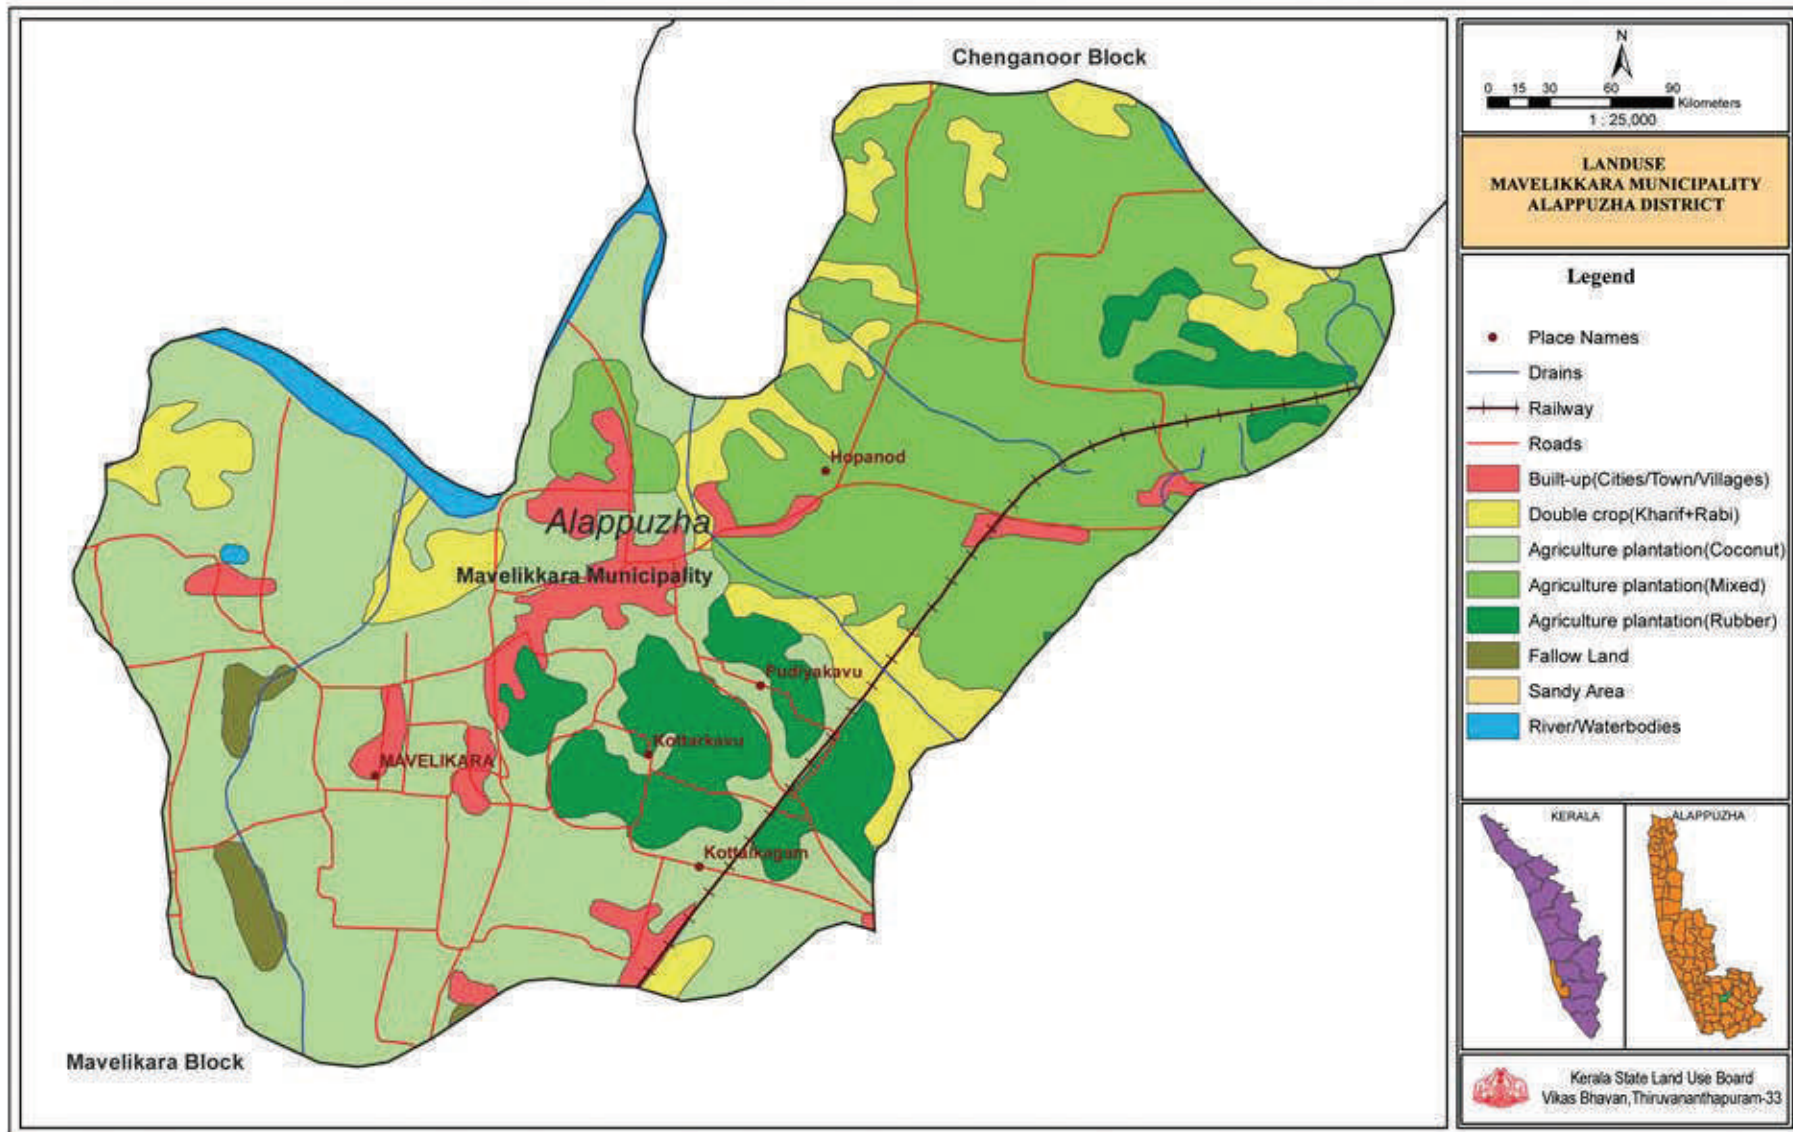 Chenganoor Block
Hopanod
Alappuzha
Mavelikkara Municipality
Pudiyakavu
Kottarkavu
MAVELIKARA
Kottaikagam
Mavelikara Block
N
0 15 30 60 90
Kilometers
1 : 25,000
LANDUSE
MAVELIKKARA MUNICIPALITY
ALAPPUZHA DISTRICT
Legend
Place Names
Drains
Railway
Roads
Built-up(Cities/Town/Villages)
Double crop(Kharif+Rabi)
Agriculture plantation(Coconut)
Agriculture plantation(Mixed)
Agriculture plantation(Rubber)
Fallow Land
Sandy Area
River/Waterbodies
KERALA
ALAPPUZHA
Kerala State Land Use Board
Vikas Bhavan,Thiruvananthapuram-33